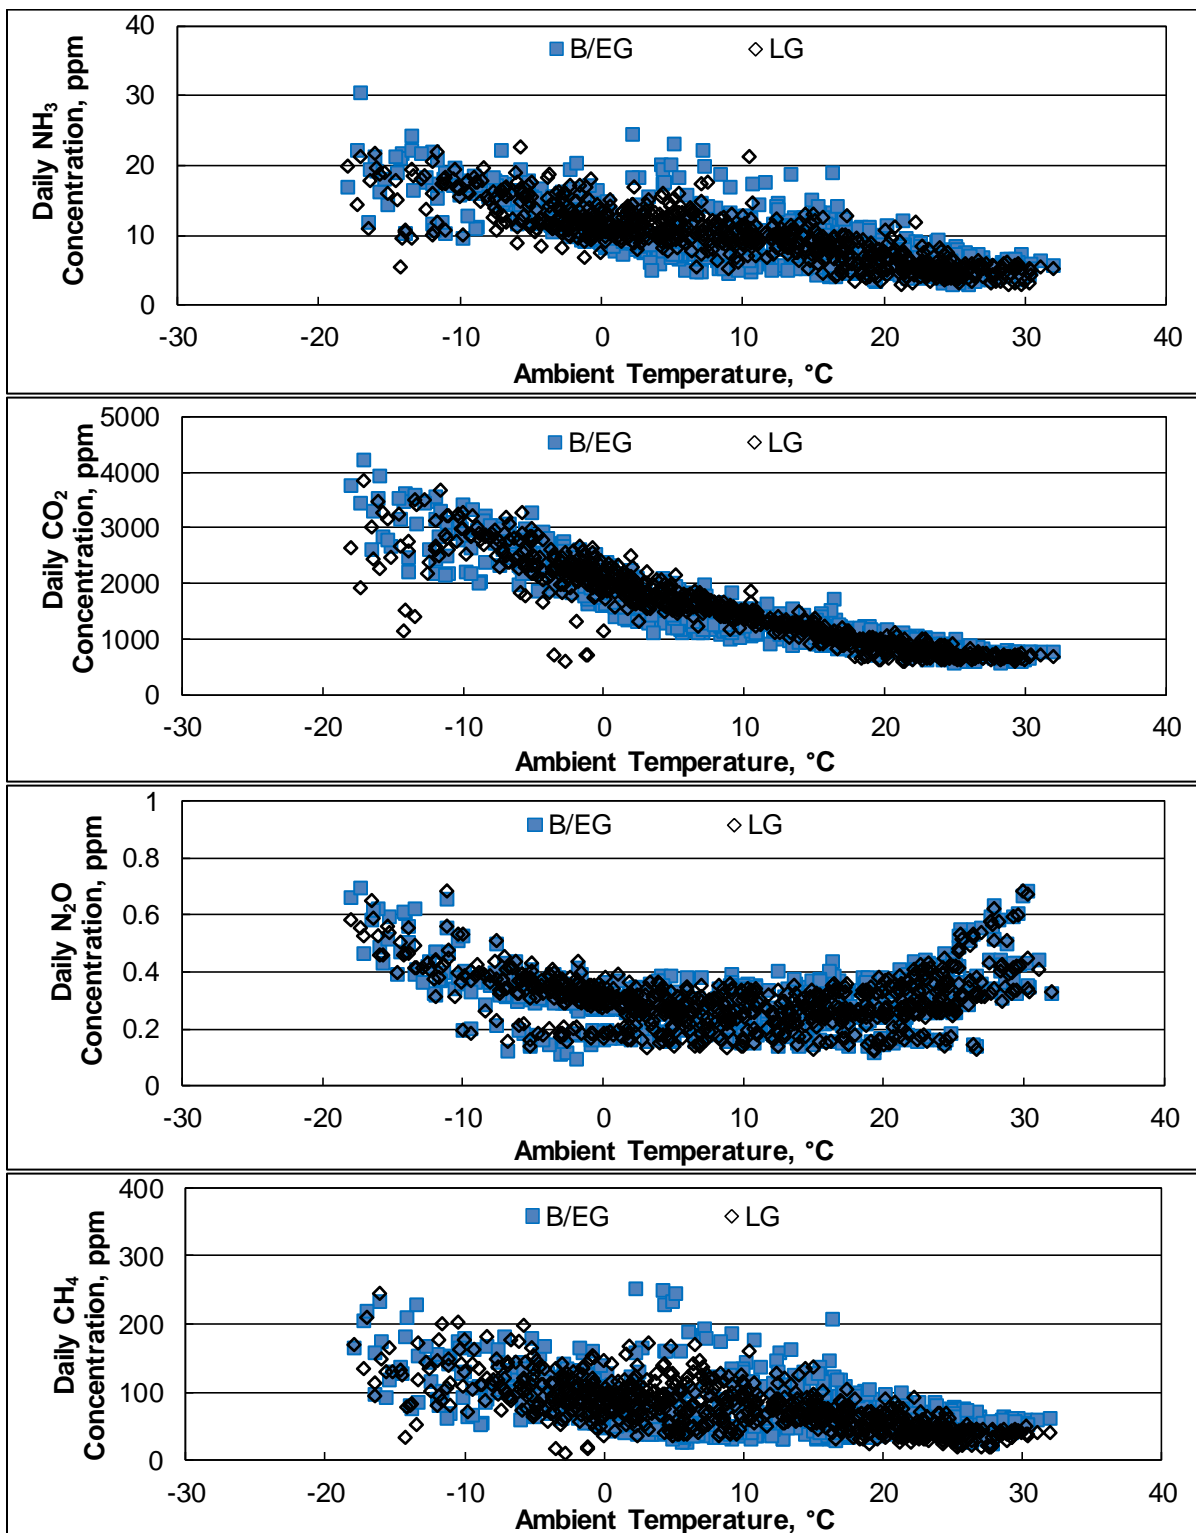 40
30
20
10
0
Daily NH₃
Concentration, ppm
B/EG LG
-30 -20 -10 0 10 20 30 40
Ambient Temperature, °C
5000
4000
3000
2000
1000
0
Daily CO₂
Concentration, ppm
B/EG LG
-30 -20 -10 0 10 20 30 40
Ambient Temperature, °C
1
0.8
0.6
0.4
0.2
0
Daily N₂O
Concentration, ppm
B/EG LG
-30 -20 -10 0 10 20 30 40
Ambient Temperature, °C
400
300
200
100
0
Daily CH₄
Concentration, ppm
B/EG LG
-30 -20 -10 0 10 20 30 40
Ambient Temperature, °C